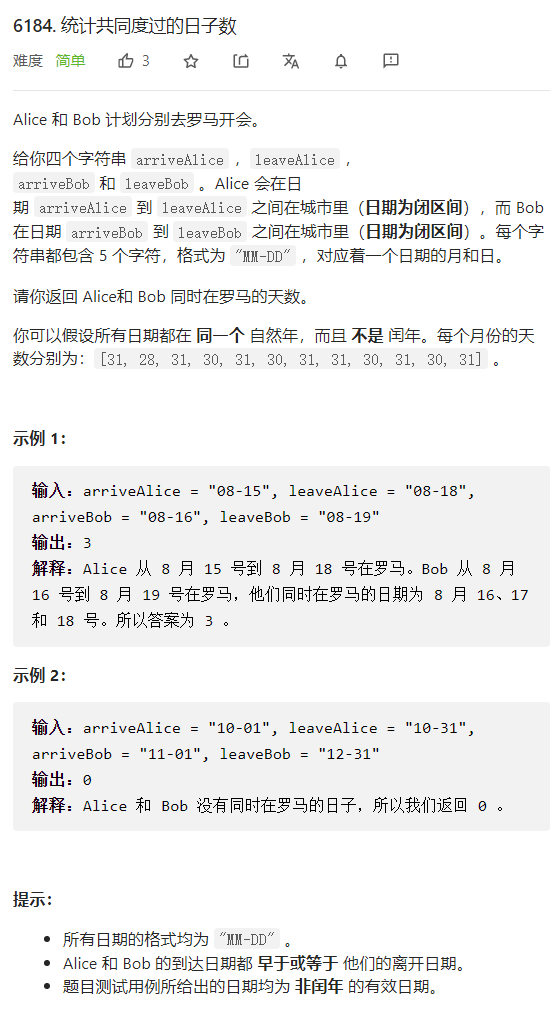 6184. 统计共同度过的日子数
难度 简单 3
Alice 和 Bob 计划分别去罗马开会。
给你四个字符串 arriveAlice ，leaveAlice ，
arriveBob 和 leaveBob 。Alice 会在日
期 arriveAlice 到 leaveAlice 之间在城市里（日期为闭区间），而 Bob
在日期 arriveBob 到 leaveBob 之间在城市里（日期为闭区间）。每个字
符串都包含 5 个字符，格式为 "MM-DD" ，对应着一个日期的月和日。
请你返回 Alice和 Bob 同时在罗马的天数。
你可以假设所有日期都在 同一个 自然年，而且 不是 闰年。每个月份的天
数分别为：[31, 28, 31, 30, 31, 30, 31, 31, 30, 31, 30, 31] 。
示例 1：
输入：arriveAlice = "08-15", leaveAlice = "08-18",
arriveBob = "08-16", leaveBob = "08-19"
输出：3
解释：Alice 从 8 月 15 号到 8 月 18 号在罗马。Bob 从 8 月
16 号到 8 月 19 号在罗马，他们同时在罗马的日期为 8 月 16、17
和 18 号。所以答案为 3 。
示例 2：
输入：arriveAlice = "10-01", leaveAlice = "10-31",
arriveBob = "11-01", leaveBob = "12-31"
输出：0
解释：Alice 和 Bob 没有同时在罗马的日子，所以我们返回 0 。
提示：
所有日期的格式均为 "MM-DD" 。
Alice 和 Bob 的到达日期都 早于或等于 他们的离开日期。
题目测试用例所给出的日期均为 非闰年 的有效日期。